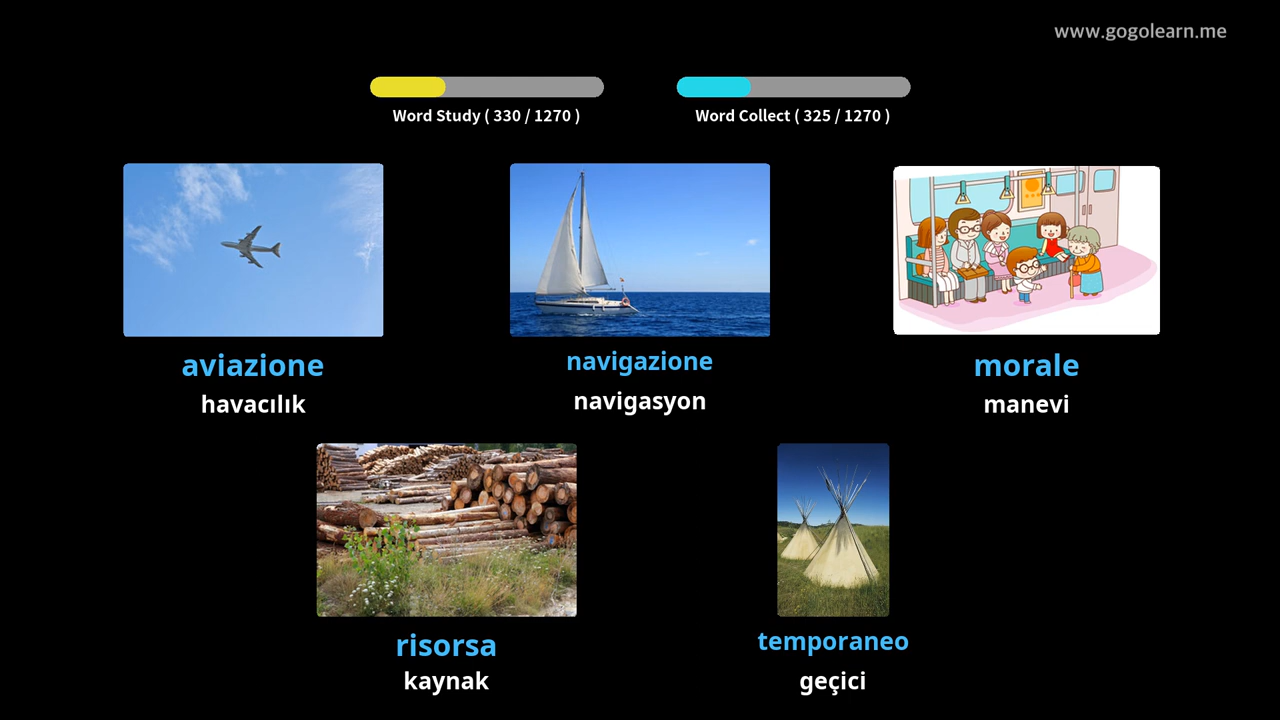 www.gogolearn.me
Word Study ( 330 / 1270 )
Word Collect ( 325 / 1270 )
aviazione
havacılık
navigazione
navigasyon
morale
manevi
risorsa
kaynak
temporaneo
geçici